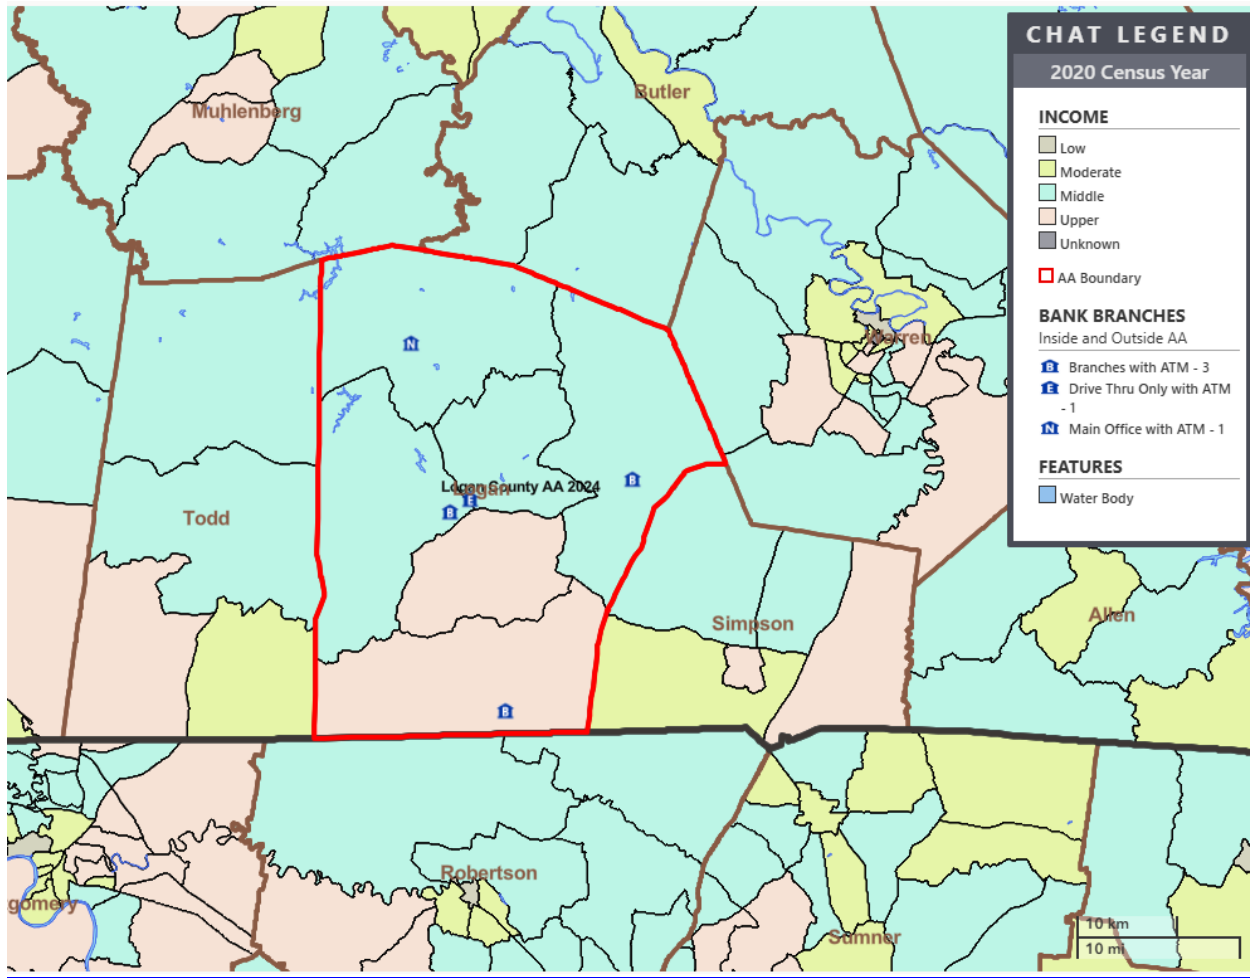 CHAT LEGEND
2020 Census Year
INCOME
Low
Moderate
Middle
Upper
Unknown
AA Boundary
BANK BRANCHES
Inside and Outside AA
B Branches with ATM - 3
E Drive Thru Only with ATM
- 1
N Main Office with ATM - 1
FEATURES
Water Body
Butler
Muhlenberg
Warren
N
B
Logan County AA 2024
Logan
E
B
Todd
Simpson
Allen
B
Robertson
gomery
Sumner
10 km
10 mi